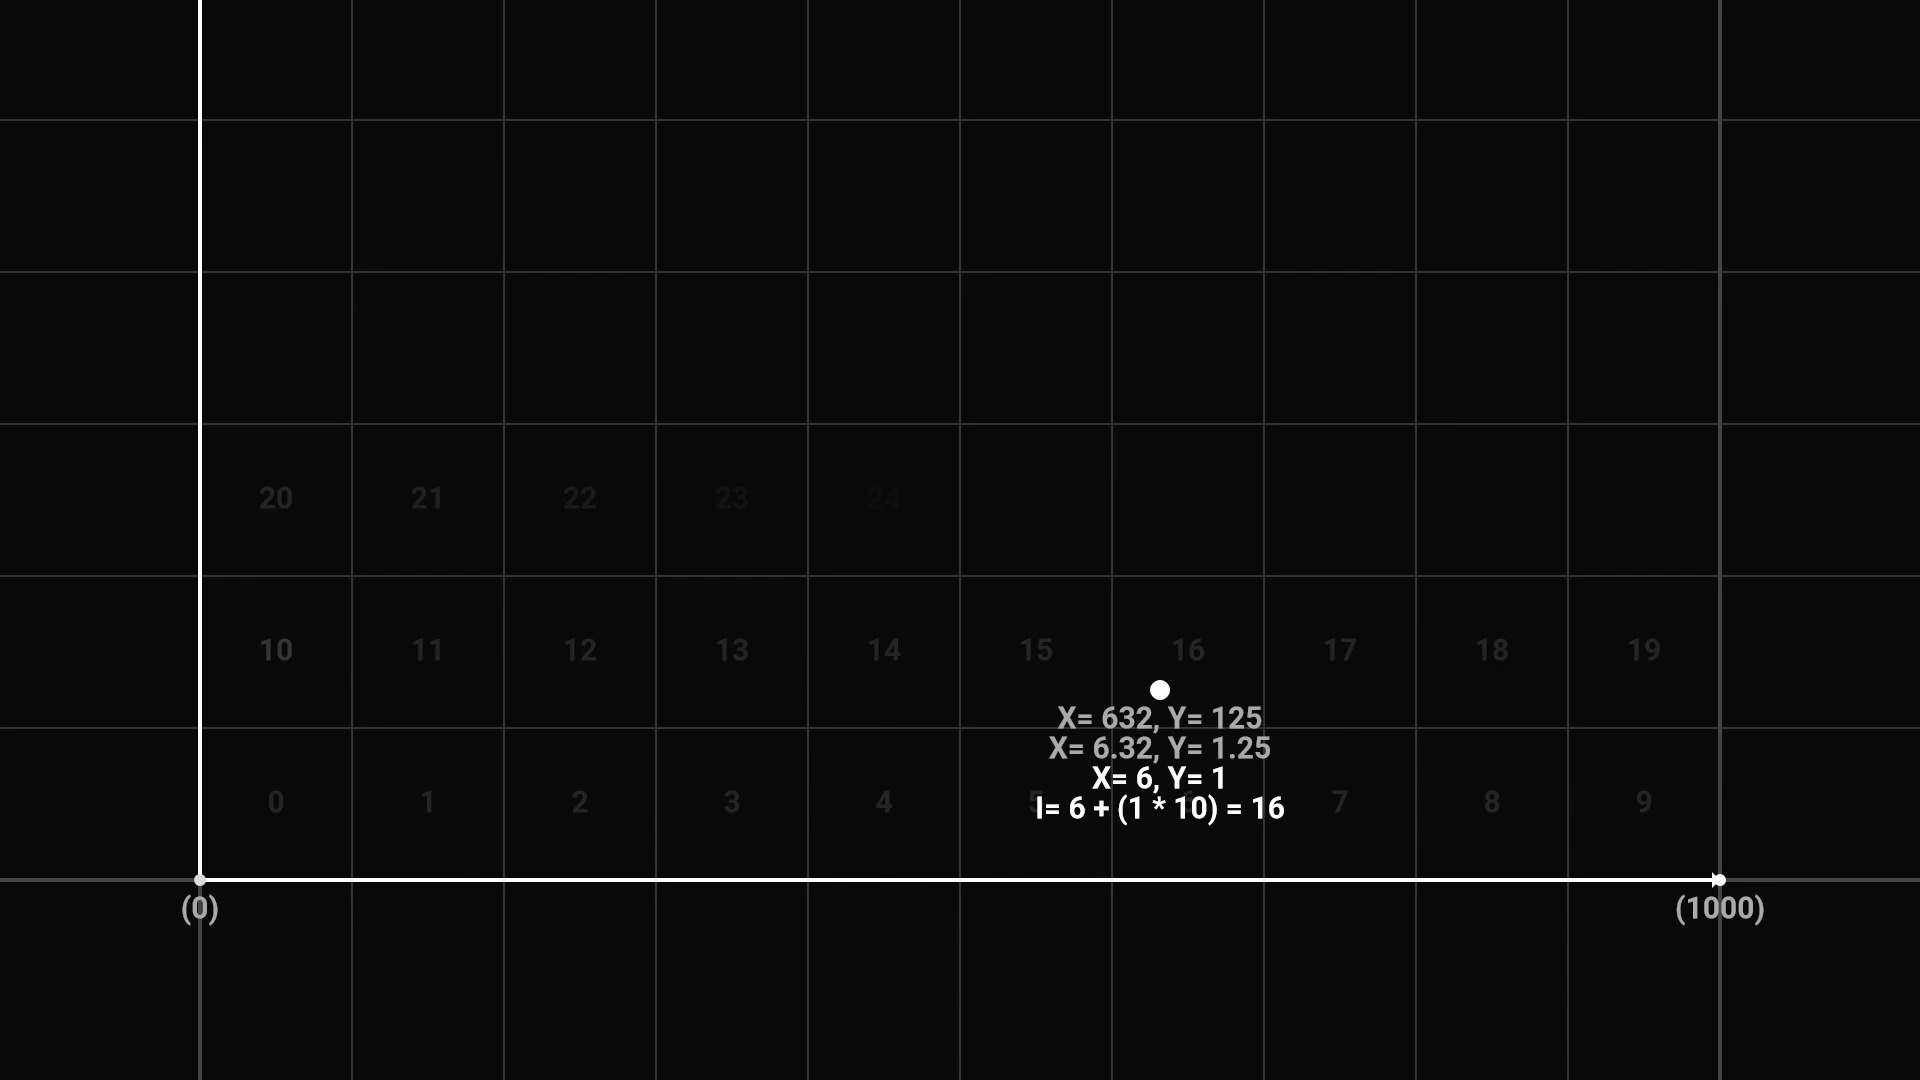 20 21 22 23 24
10 11 12 13 14 15 16 17 18 19
X= 632, Y= 125
X= 6.32, Y= 1.25
X= 6, Y= 1
0 1 2 3 4 5 7 8 9
I= 6 + (1 * 10) = 16
(0) (1000)